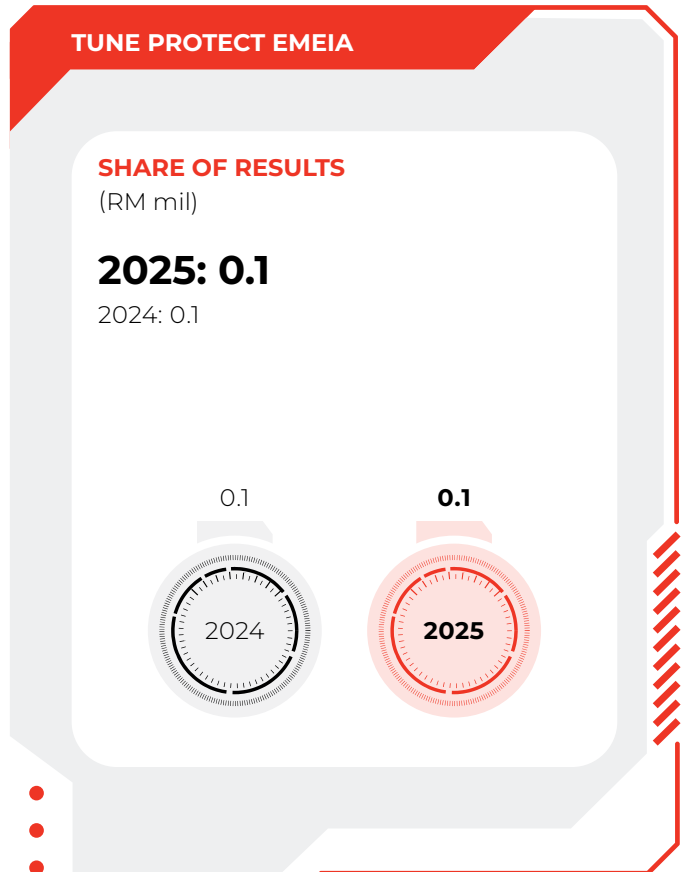 TUNE PROTECT EMEIA
SHARE OF RESULTS
(RM mil)
2025: 0.1
2024: 0.1
0.1
0.1
2024
2025